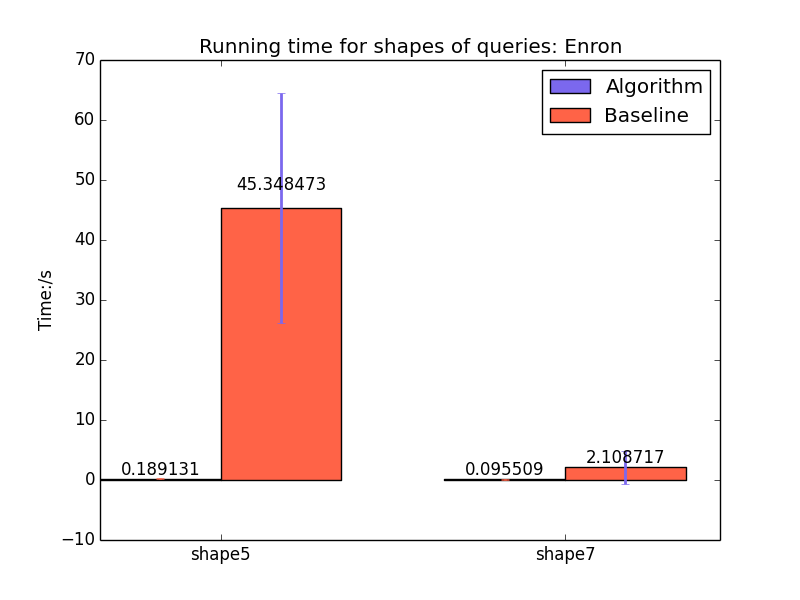 Running time for shapes of queries: Enron
Algorithm
Baseline
70
60
50
40
30
20
10
0
−10
Time:/s
45.348473
0.189131
0.095509
2.108717
shape5
shape7